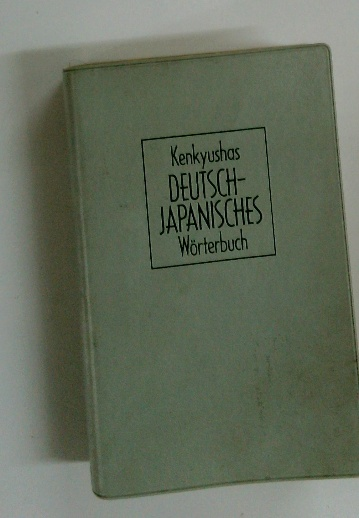 Kenkyushas
DEUTSCH-
JAPANISCHES
Wörterbuch